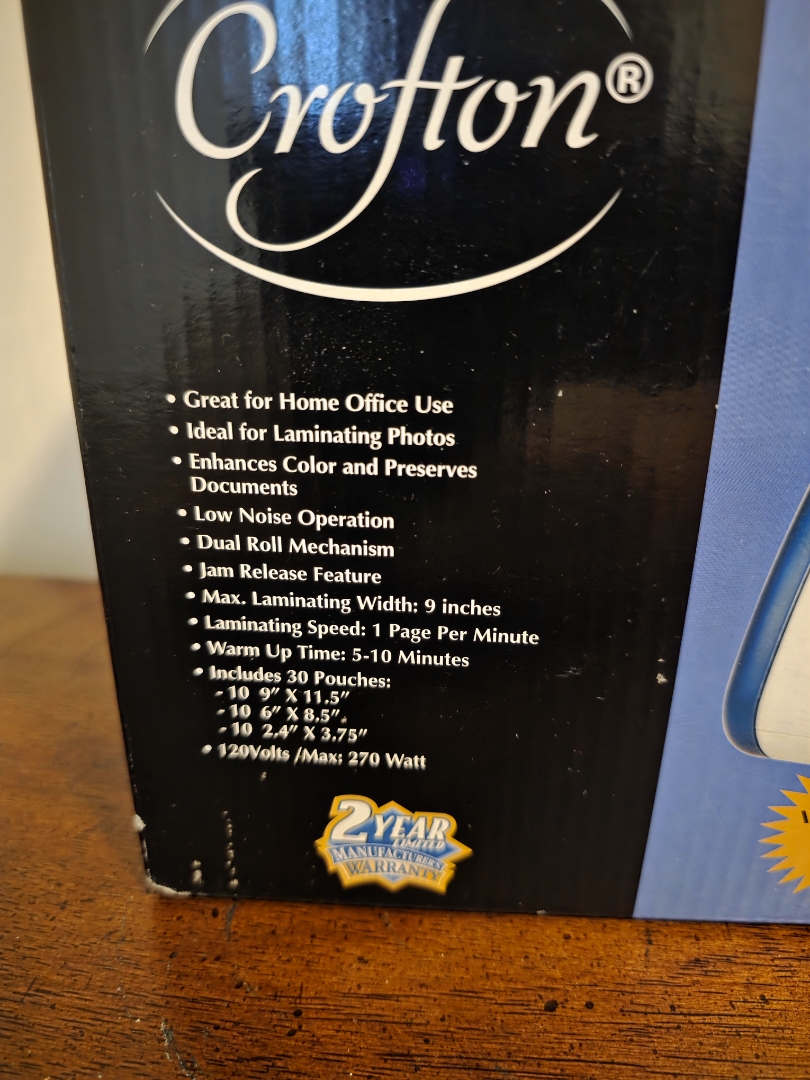 Crofton®
• Great for Home Office Use
• Ideal for Laminating Photos
• Enhances Color and Preserves
Documents
• Low Noise Operation
• Dual Roll Mechanism
• Jam Release Feature
• Max. Laminating Width: 9 inches
• Laminating Speed: 1 Page Per Minute
• Warm Up Time: 5-10 Minutes
• Includes 30 Pouches:
- 10 9" X 11.5"
- 10 6" X 8.5"
- 10 2.4" X 3.75"
• 120Volts /Max: 270 Watt
2 YEAR
LIMITED
MANUFACTURER'S
WARRANTY